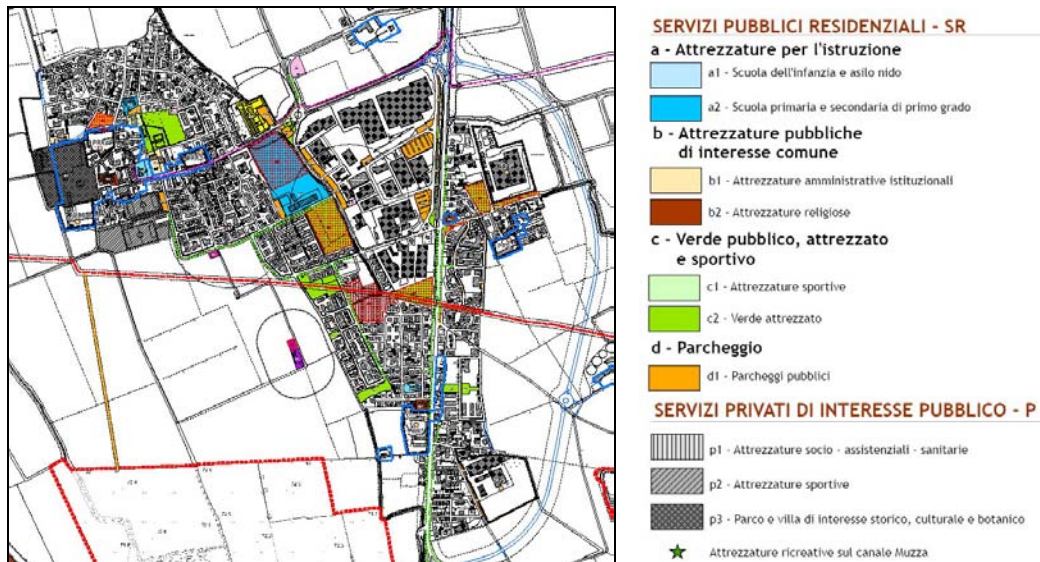 SERVIZI PUBBLICI RESIDENZIALI - SR
a - Attrezzature per l'istruzione
a1 - Scuola dell'infanzia e asilo nido
a2 - Scuola primaria e secondaria di primo grado
b - Attrezzature pubbliche
di interesse comune
b1 - Attrezzature amministrative istituzionali
b2 - Attrezzature religiose
c - Verde pubblico, attrezzato
e sportivo
c1 - Attrezzature sportive
c2 - Verde attrezzato
d - Parcheggio
d1 - Parcheggi pubblici
SERVIZI PRIVATI DI INTERESSE PUBBLICO - P
p1 - Attrezzature socio - assistenziali - sanitarie
p2 - Attrezzature sportive
p3 - Parco e villa di interesse storico, culturale e botanico
Attrezzature ricreative sul canale Muzza